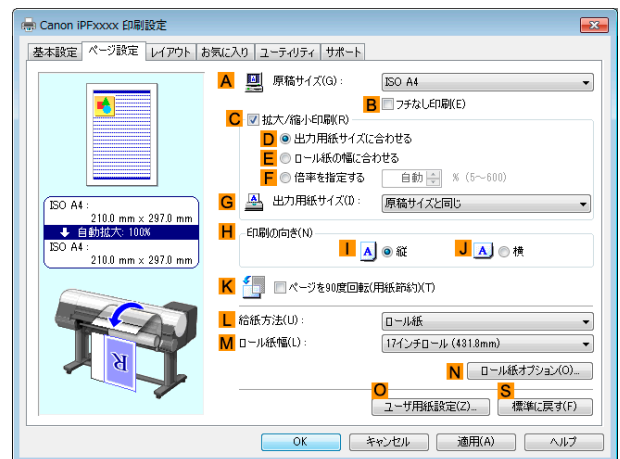 Canon iPFxxxx 印刷設定
基本設定 ページ設定 レイアウト お気に入り ユーティリティ サポート
A 原稿サイズ(G): ISO A4
B フチなし印刷(E)
C 拡大/縮小印刷(R)
D 出力用紙サイズに合わせる
E ロール紙の幅に合わせる
F 倍率を指定する 自動 % (5～600)
G 出力用紙サイズ(I): 原稿サイズと同じ
ISO A4:
210.0 mm x 297.0 mm
自動拡大: 100%
ISO A4:
210.0 mm x 297.0 mm
H 印刷の向き(N)
I A 縦 J A 横
K ページを90度回転(用紙節約)(T)
L 給紙方法(U): ロール紙
M ロール紙幅(L): 17インチロール (431.8mm)
R
N ロール紙オプション(O)...
O S
ユーザ用紙設定(Z)... 標準に戻す(F)
OK キャンセル 適用(A) ヘルプ